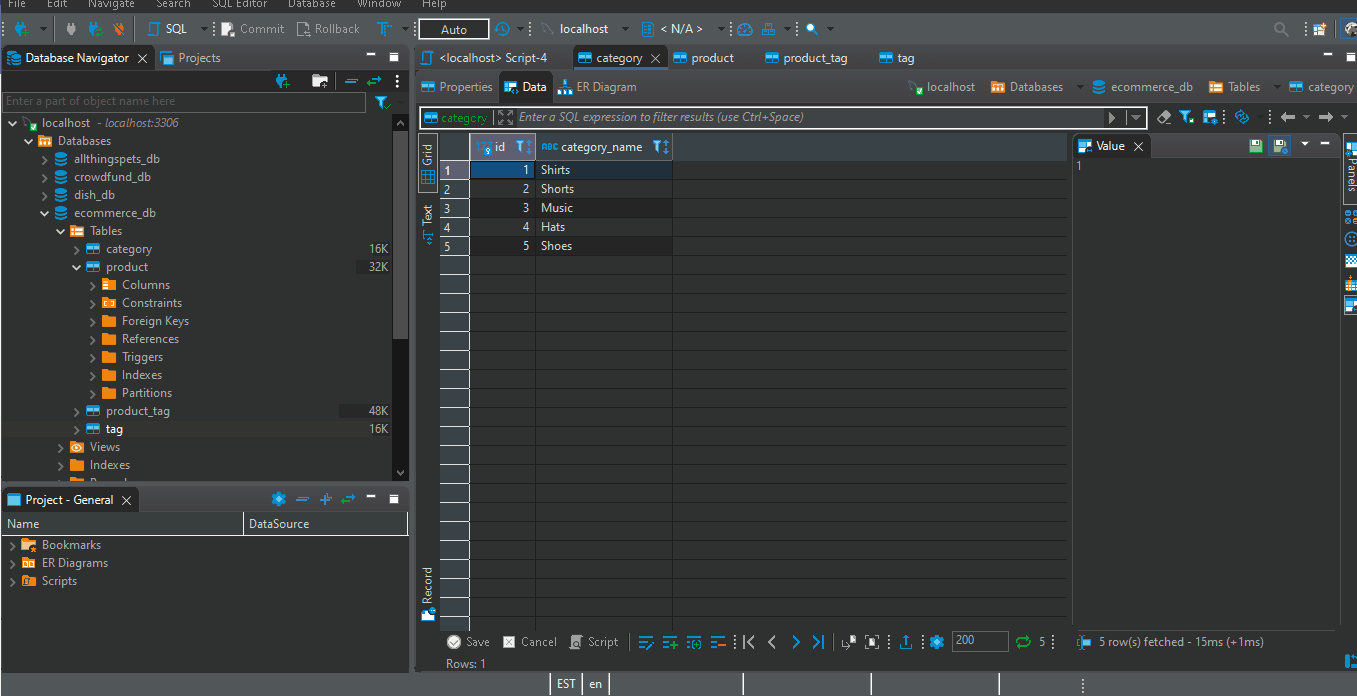 File Edit Navigate Search SQL Editor Database Window Help
SQL Commit Rollback Auto localhost < N/A >
Database Navigator Projects
Enter a part of object name here
localhost - localhost:3306
Databases
allthingspets_db
crowdfund_db
dish_db
ecommerce_db
Tables
category 16K
product 32K
Columns
Constraints
Foreign Keys
References
Triggers
Indexes
Partitions
product_tag 48K
tag 16K
Views
Indexes
Project - General
Name DataSource
Bookmarks
ER Diagrams
Scripts
<localhost> Script-4 category product product_tag tag
Properties Data ER Diagram localhost Databases ecommerce_db Tables category
category Enter a SQL expression to filter results (use Ctrl+Space)
Grid
Text
Record
id ABC category_name
1 1 Shirts
2 2 Shorts
3 3 Music
4 4 Hats
5 5 Shoes
Value
1
Panels
Save Cancel Script 200 5 5 row(s) fetched - 15ms (+1ms)
Rows: 1
EST en